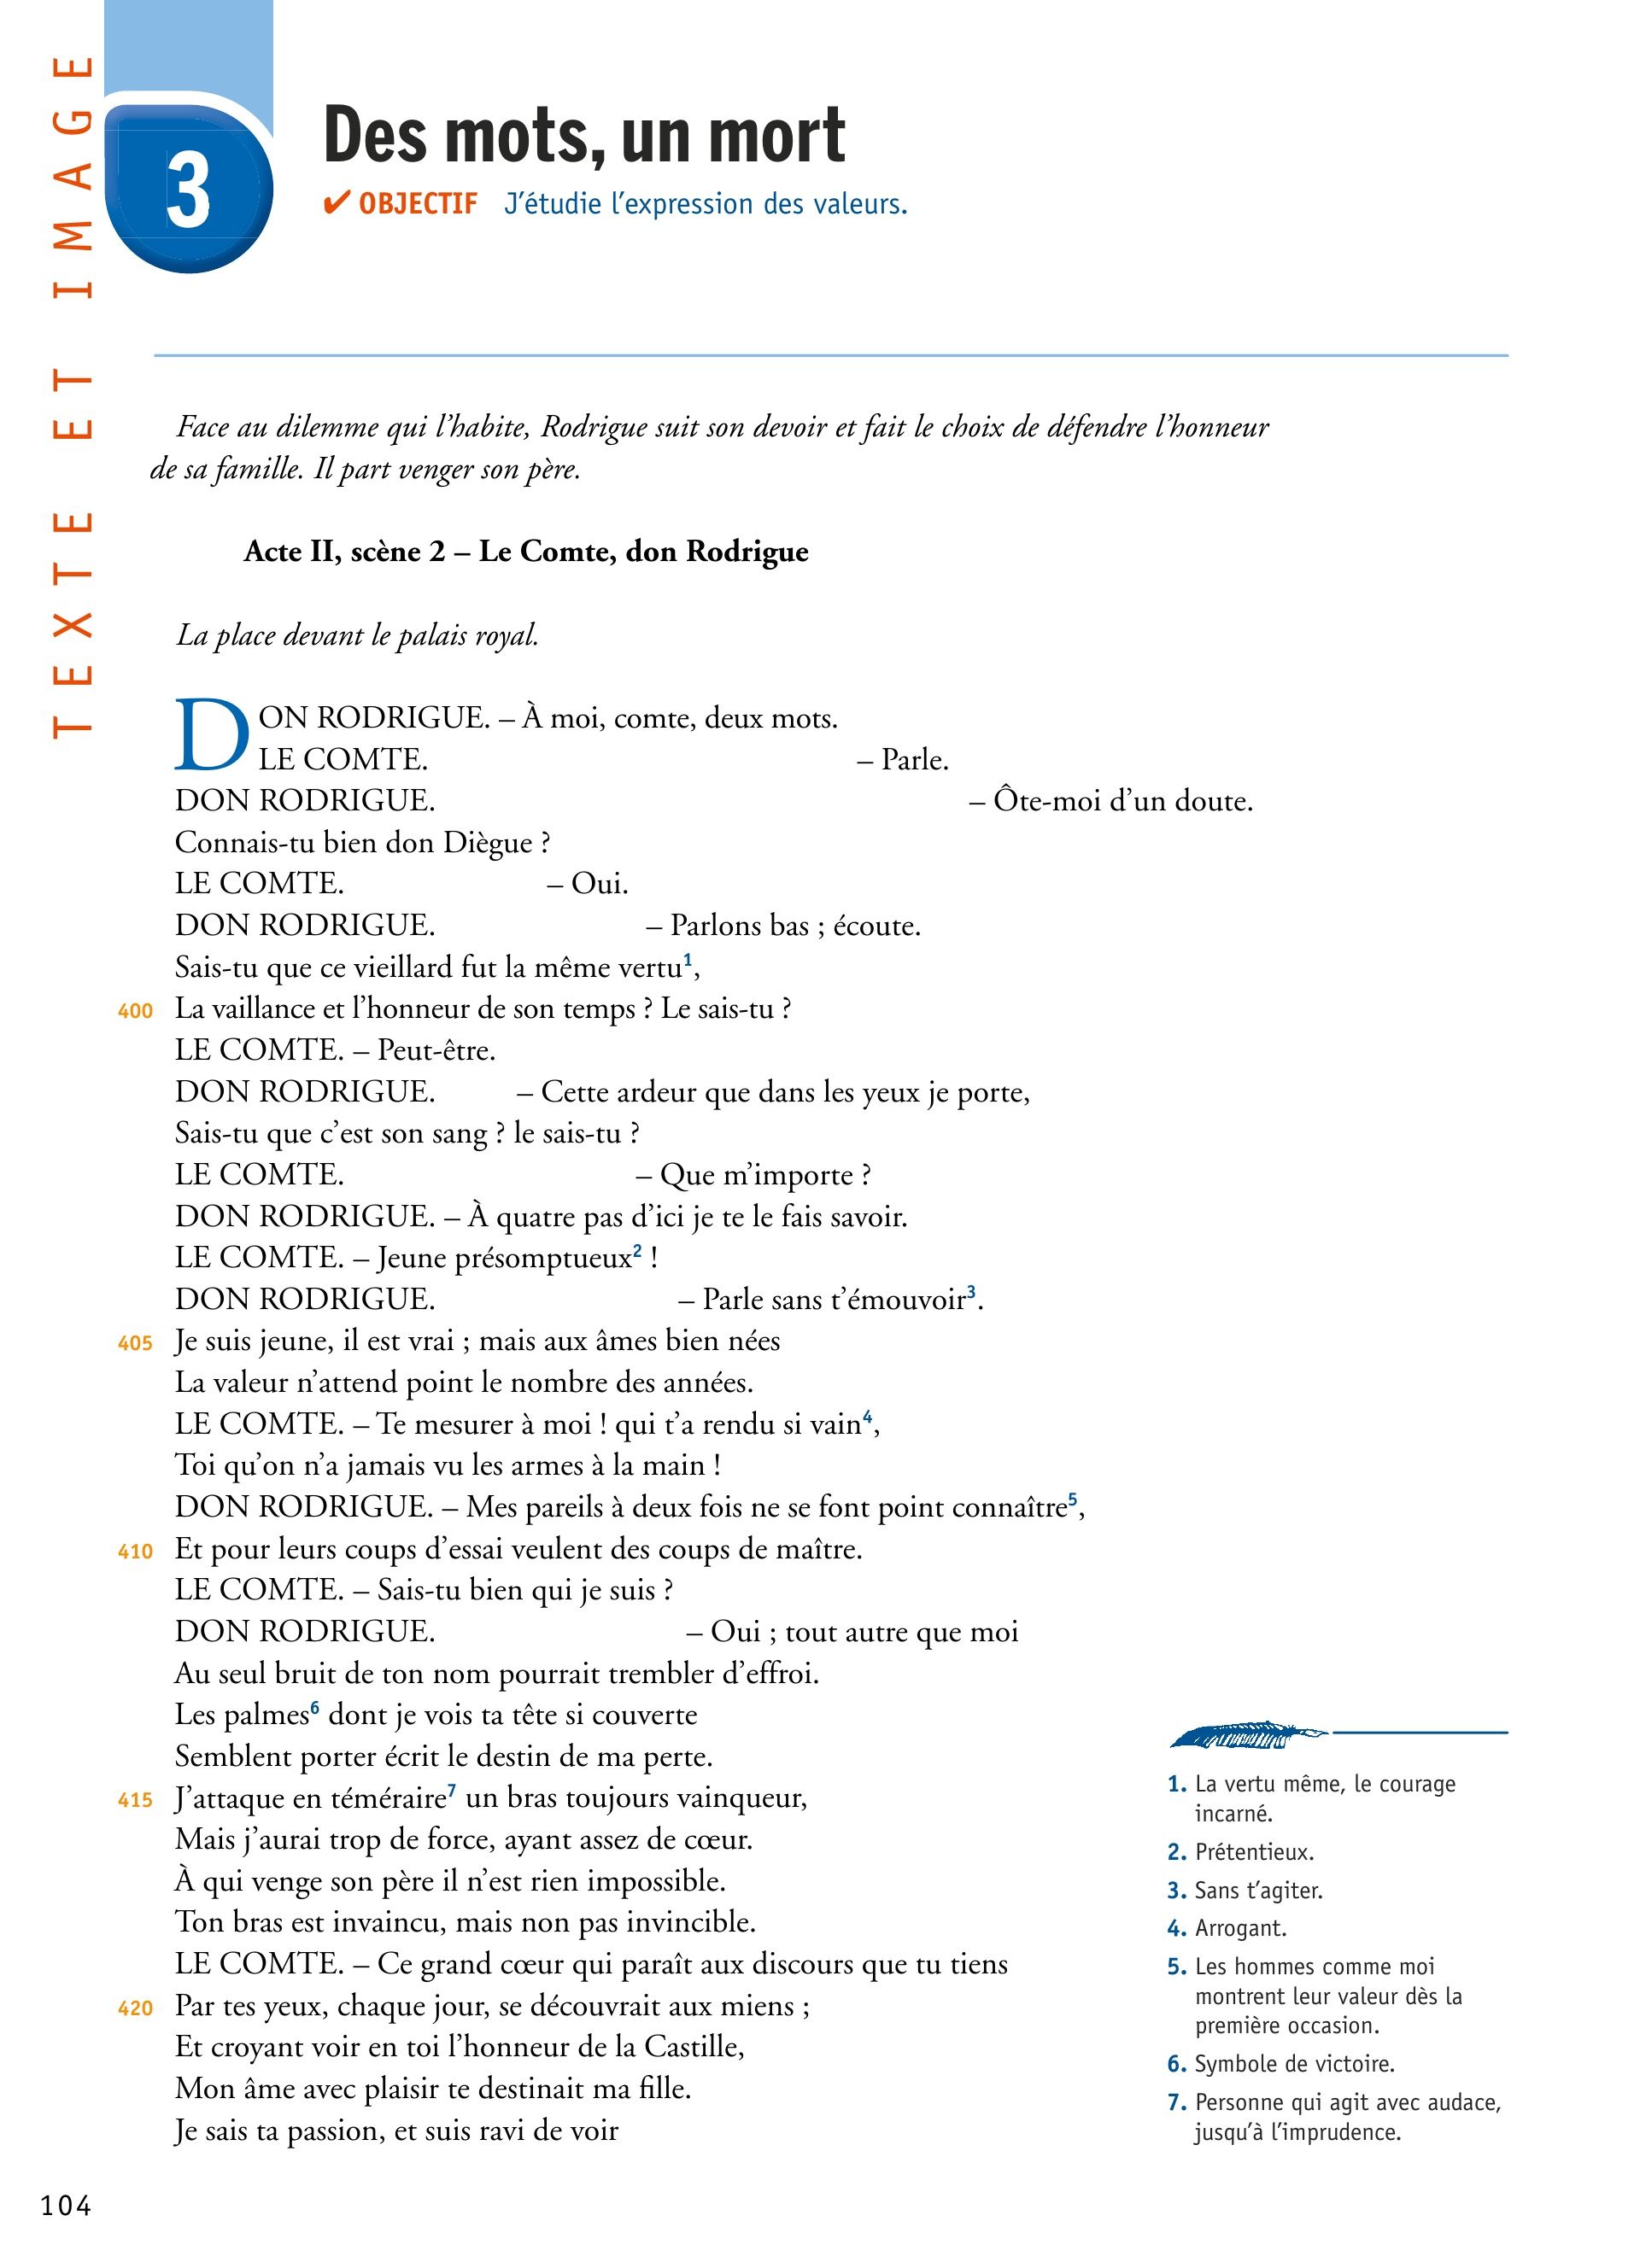 TEXTE ET IMAGE
3
Des mots, un mort
✔ OBJECTIF J’étudie l’expression des valeurs.
Face au dilemme qui l’habite, Rodrigue suit son devoir et fait le choix de défendre l’honneur
de sa famille. Il part venger son père.
Acte II, scène 2 – Le Comte, don Rodrigue
La place devant le palais royal.
DON RODRIGUE. – À moi, comte, deux mots.
LE COMTE. – Parle.
DON RODRIGUE. – Ôte-moi d’un doute.
Connais-tu bien don Diègue ?
LE COMTE. – Oui.
DON RODRIGUE. – Parlons bas ; écoute.
Sais-tu que ce vieillard fut la même vertu1,
400 La vaillance et l’honneur de son temps ? Le sais-tu ?
LE COMTE. – Peut-être.
DON RODRIGUE. – Cette ardeur que dans les yeux je porte,
Sais-tu que c’est son sang ? le sais-tu ?
LE COMTE. – Que m’importe ?
DON RODRIGUE. – À quatre pas d’ici je te le fais savoir.
LE COMTE. – Jeune présomptueux2 !
DON RODRIGUE. – Parle sans t’émouvoir3.
405 Je suis jeune, il est vrai ; mais aux âmes bien nées
La valeur n’attend point le nombre des années.
LE COMTE. – Te mesurer à moi ! qui t’a rendu si vain4,
Toi qu’on n’a jamais vu les armes à la main !
DON RODRIGUE. – Mes pareils à deux fois ne se font point connaître5,
410 Et pour leurs coups d’essai veulent des coups de maître.
LE COMTE. – Sais-tu bien qui je suis ?
DON RODRIGUE. – Oui ; tout autre que moi
Au seul bruit de ton nom pourrait trembler d’effroi.
Les palmes6 dont je vois ta tête si couverte
Semblent porter écrit le destin de ma perte.
415 J’attaque en téméraire7 un bras toujours vainqueur,
Mais j’aurai trop de force, ayant assez de cœur.
À qui venge son père il n’est rien impossible.
Ton bras est invaincu, mais non pas invincible.
LE COMTE. – Ce grand cœur qui paraît aux discours que tu tiens
420 Par tes yeux, chaque jour, se découvrait aux miens ;
Et croyant voir en toi l’honneur de la Castille,
Mon âme avec plaisir te destinait ma fille.
Je sais ta passion, et suis ravi de voir
1. La vertu même, le courage
incarné.
2. Prétentieux.
3. Sans t’agiter.
4. Arrogant.
5. Les hommes comme moi
montrent leur valeur dès la
première occasion.
6. Symbole de victoire.
7. Personne qui agit avec audace,
jusqu’à l’imprudence.
104